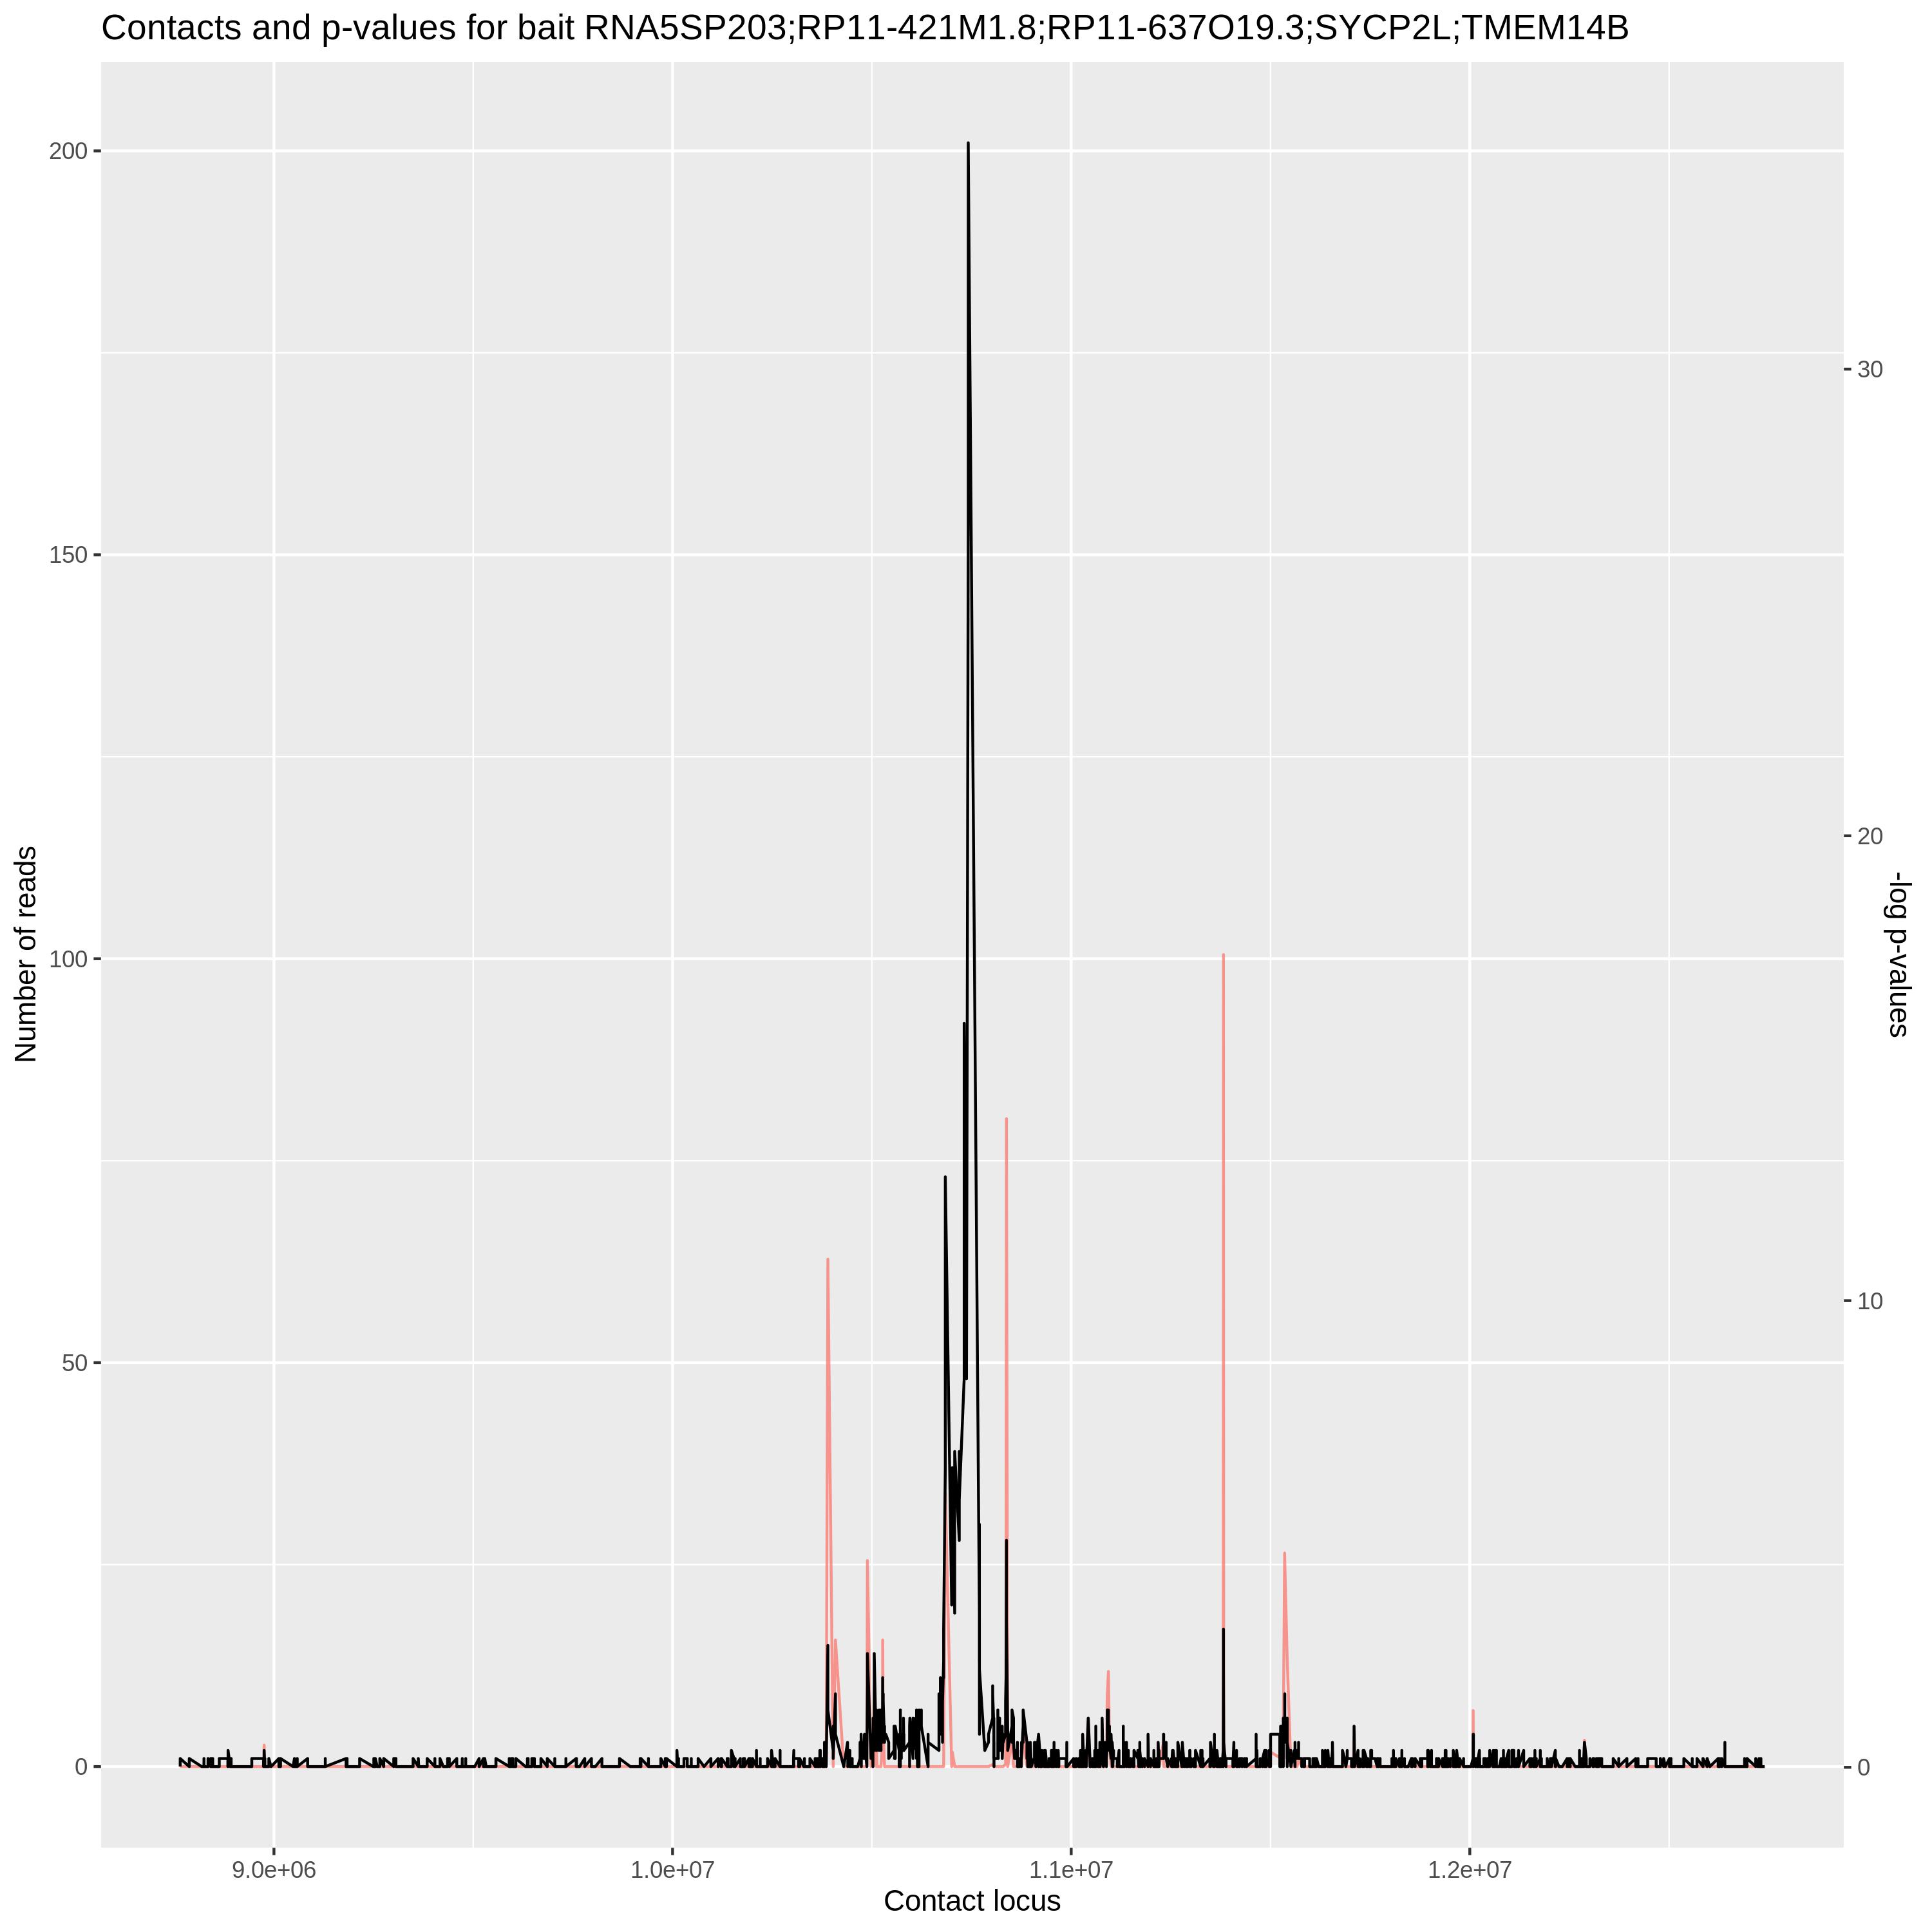 Contacts and p-values for bait RNA5SP203;RP11-421M1.8;RP11-637O19.3;SYCP2L;TMEM14B
200
150
100
50
0
Number of reads
30
20
10
0
-log p-values
9.0e+06
1.0e+07
1.1e+07
1.2e+07
Contact locus